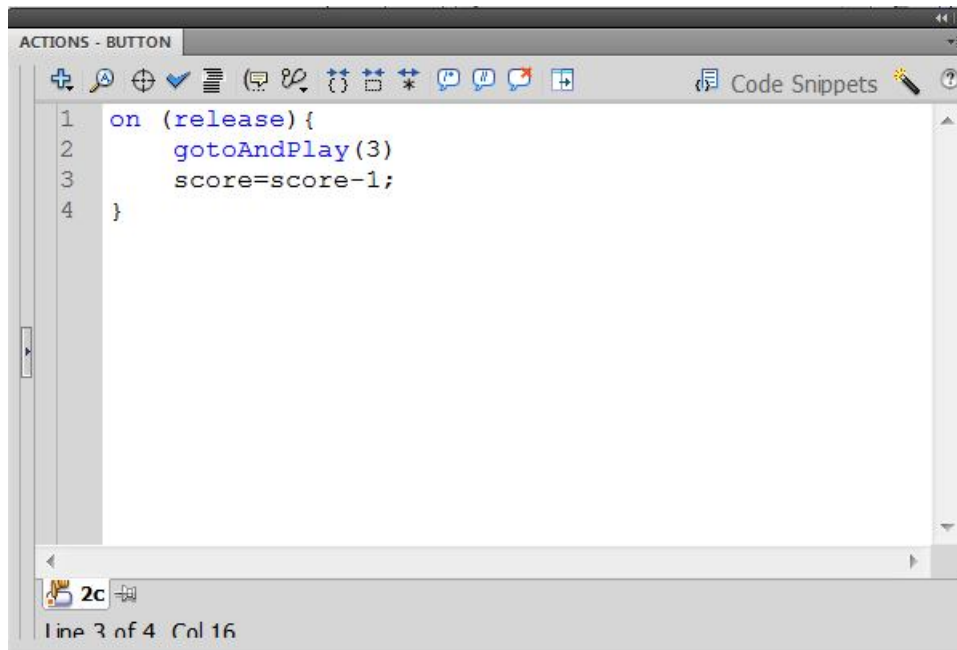 ACTIONS - BUTTON
Code Snippets
1 on (release){
2 gotoAndPlay(3)
3 score=score-1;
4 }
2c
Line 3 of 4 Col 16